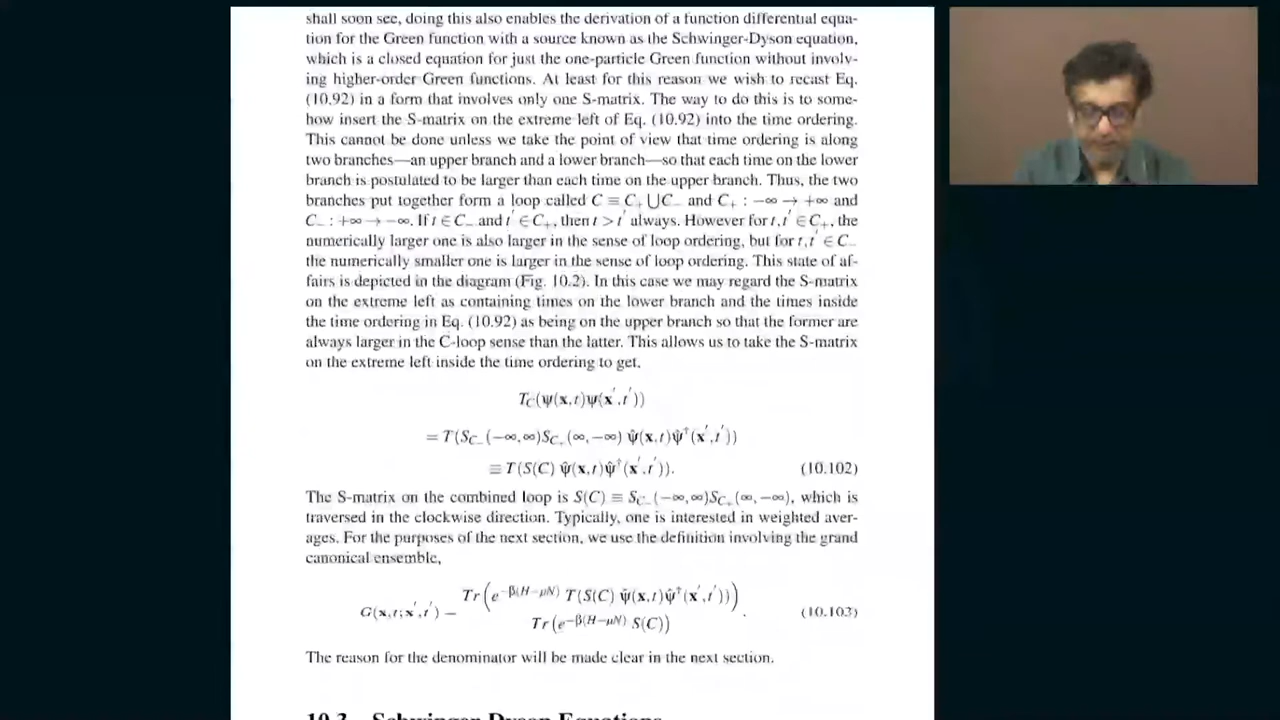 shall soon see, doing this also enables the derivation of a function differential equa-
tion for the Green function with a source known as the Schwinger-Dyson equation,
which is a closed equation for just the one-particle Green function without involv-
ing higher-order Green functions. At least for this reason we wish to recast Eq.
(10.92) in a form that involves only one S-matrix. The way to do this is to some-
how insert the S-matrix on the extreme left of Eq. (10.92) into the time ordering.
This cannot be done unless we take the point of view that time ordering is along
two branches—an upper branch and a lower branch—so that each time on the lower
branch is postulated to be larger than each time on the upper branch. Thus, the two
branches put together form a loop called C ≡ C₊ ⋃ C₋ and C₊ : −∞ → +∞ and
C₋ : +∞ → −∞. If t ∈ C₋ and t′ ∈ C₊, then t > t′ always. However for t, t′ ∈ C₊, the
numerically larger one is also larger in the sense of loop ordering, but for t, t′ ∈ C₋
the numerically smaller one is larger in the sense of loop ordering. This state of af-
fairs is depicted in the diagram (Fig. 10.2). In this case we may regard the S-matrix
on the extreme left as containing times on the lower branch and the times inside
the time ordering in Eq. (10.92) as being on the upper branch so that the former are
always larger in the C-loop sense than the latter. This allows us to take the S-matrix
on the extreme left inside the time ordering to get,
T_C(ψ(x,t)ψ(x′,t′))
= T(S_C₋(−∞,∞)S_C₊(∞,−∞) ψ̂(x,t)ψ̂†(x′,t′))
≡ T(S(C) ψ̂(x,t)ψ̂†(x′,t′)). (10.102)
The S-matrix on the combined loop is S(C) ≡ S_C₋(−∞,∞)S_C₊(∞,−∞), which is
traversed in the clockwise direction. Typically, one is interested in weighted aver-
ages. For the purposes of the next section, we use the definition involving the grand
canonical ensemble,
Tr(e^−β(H−μN) T(S(C) ψ̂(x,t)ψ̂†(x′,t′)))
G(x,t;x′,t′) − . (10.103)
Tr(e^−β(H−μN) S(C))
The reason for the denominator will be made clear in the next section.
10.3 Schwinger Dyson Equations